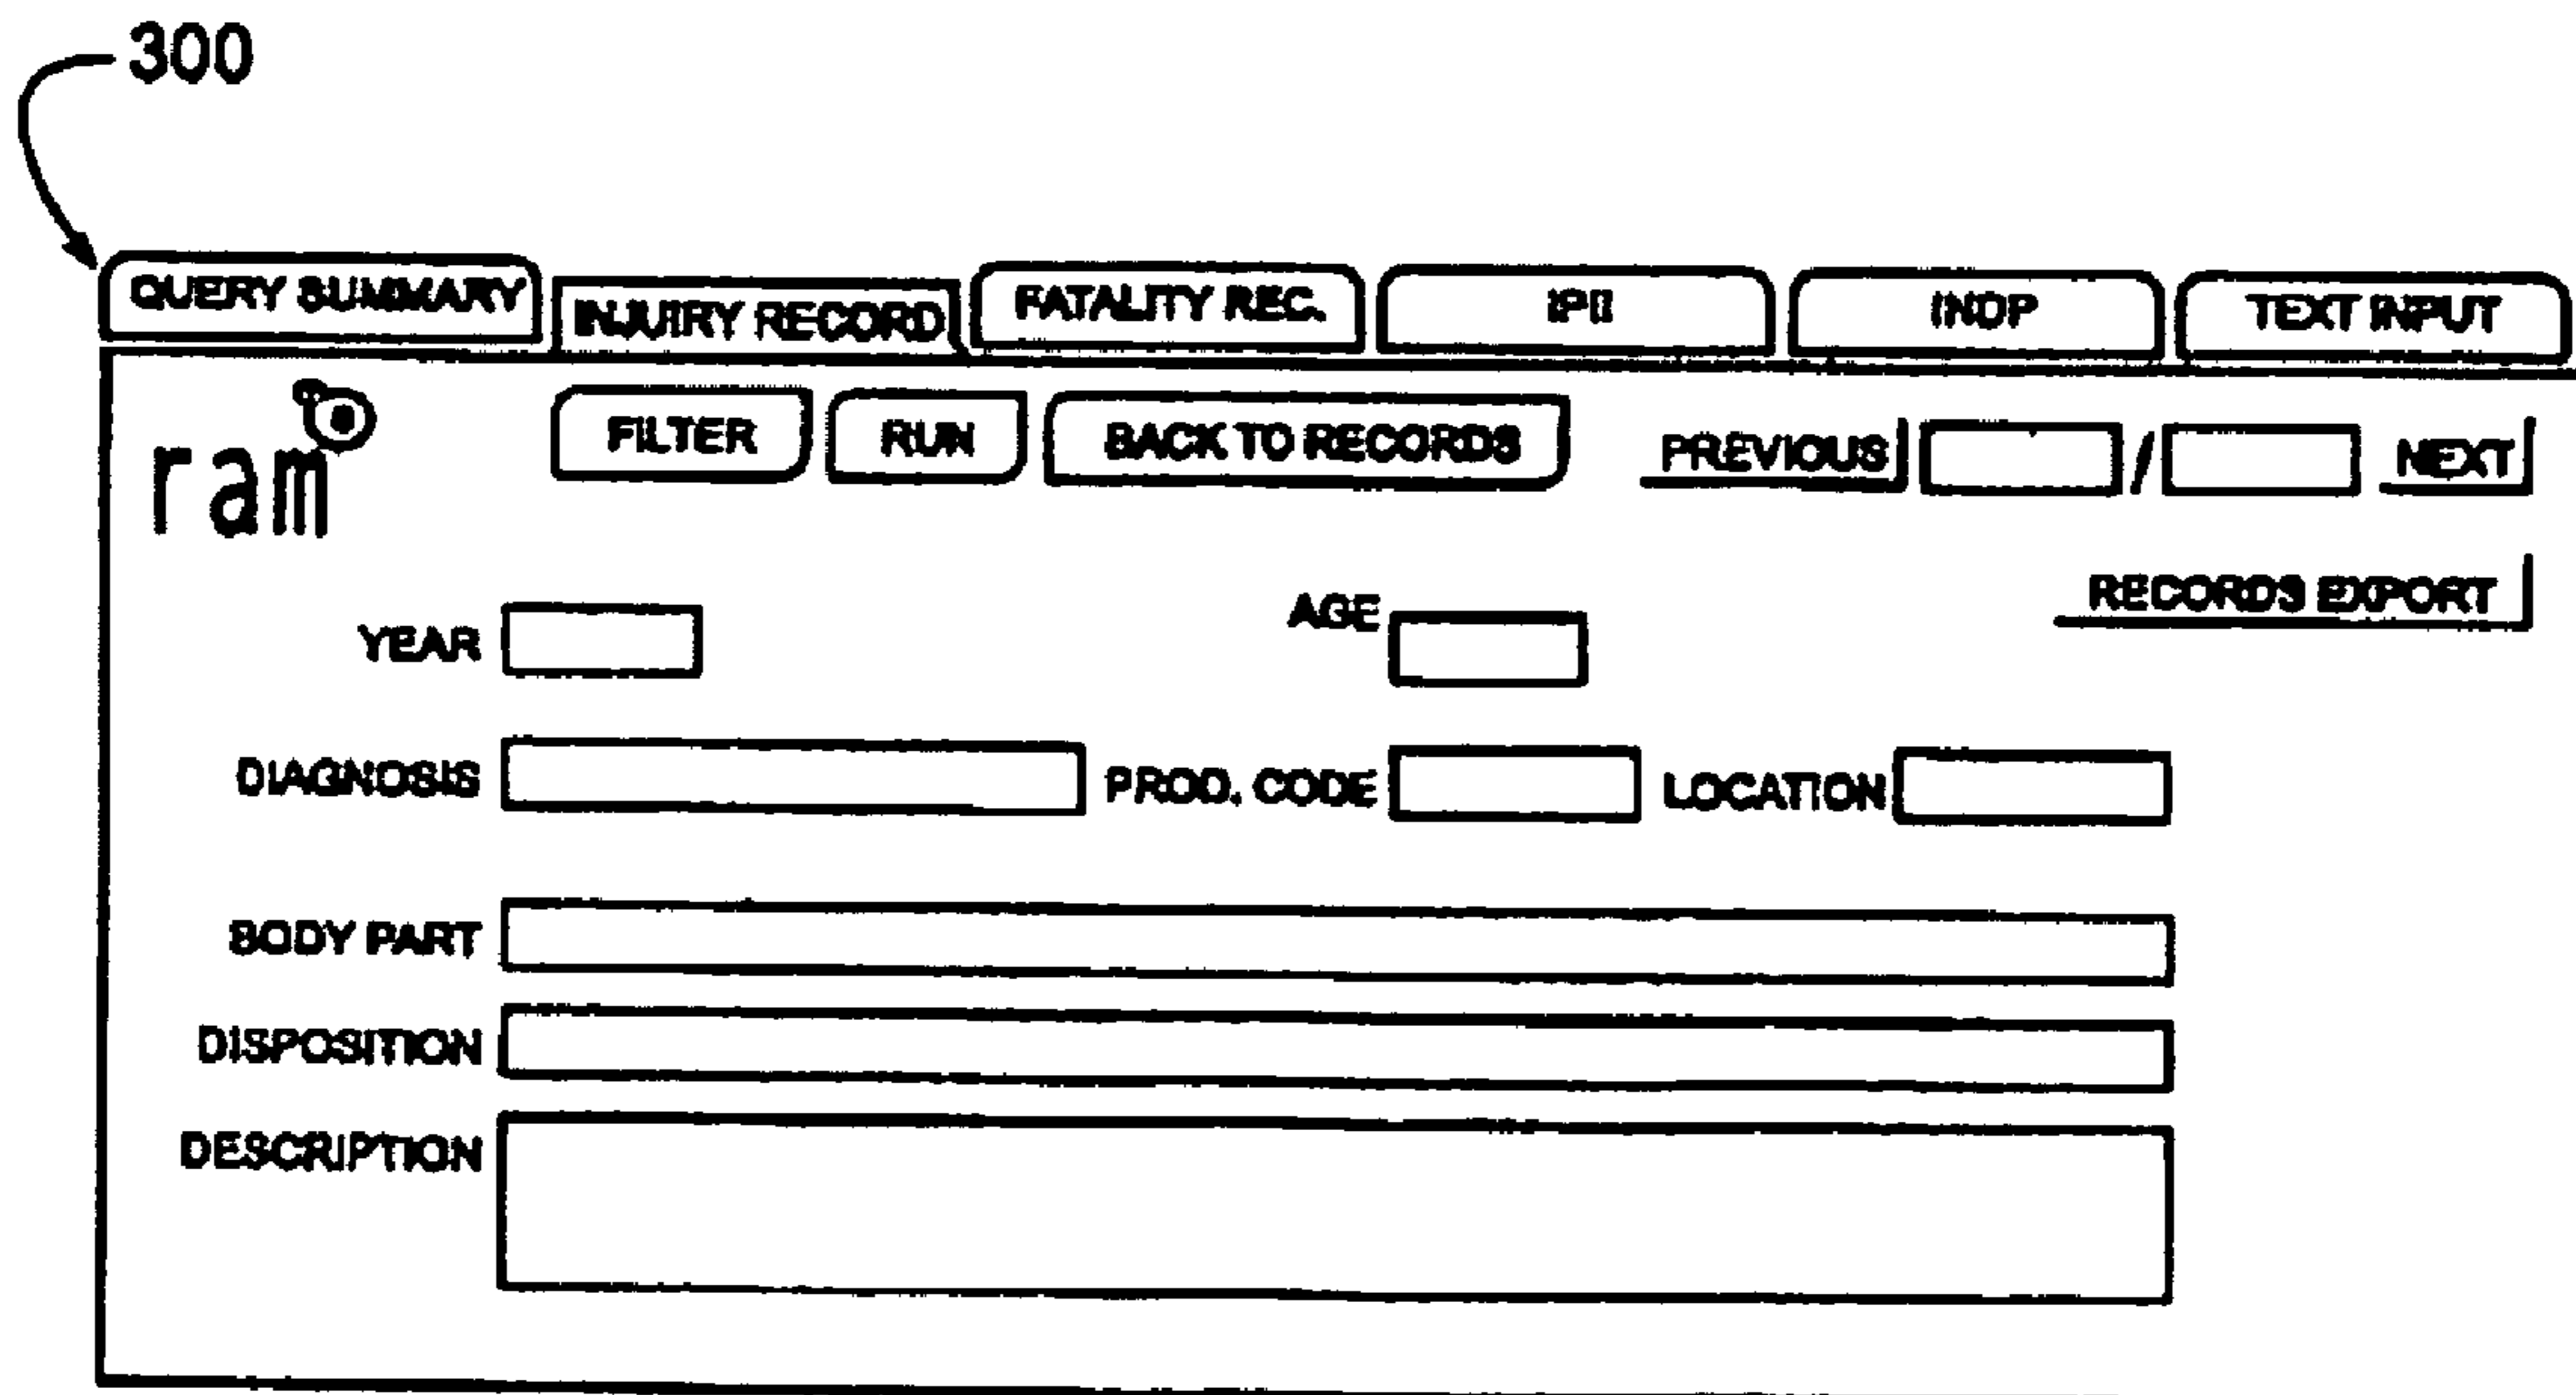 300
QUERY SUMMARY INJUIRY RECORD FATALITY REC. IPII INDP TEXT INPUT
ram FILTER RUN BACK TO RECORDS PREVIOUS / NEXT
RECORDS EXPORT
YEAR AGE
DIAGNOSIS PROD. CODE LOCATION
BODY PART
DISPOSITION
DESCRIPTION